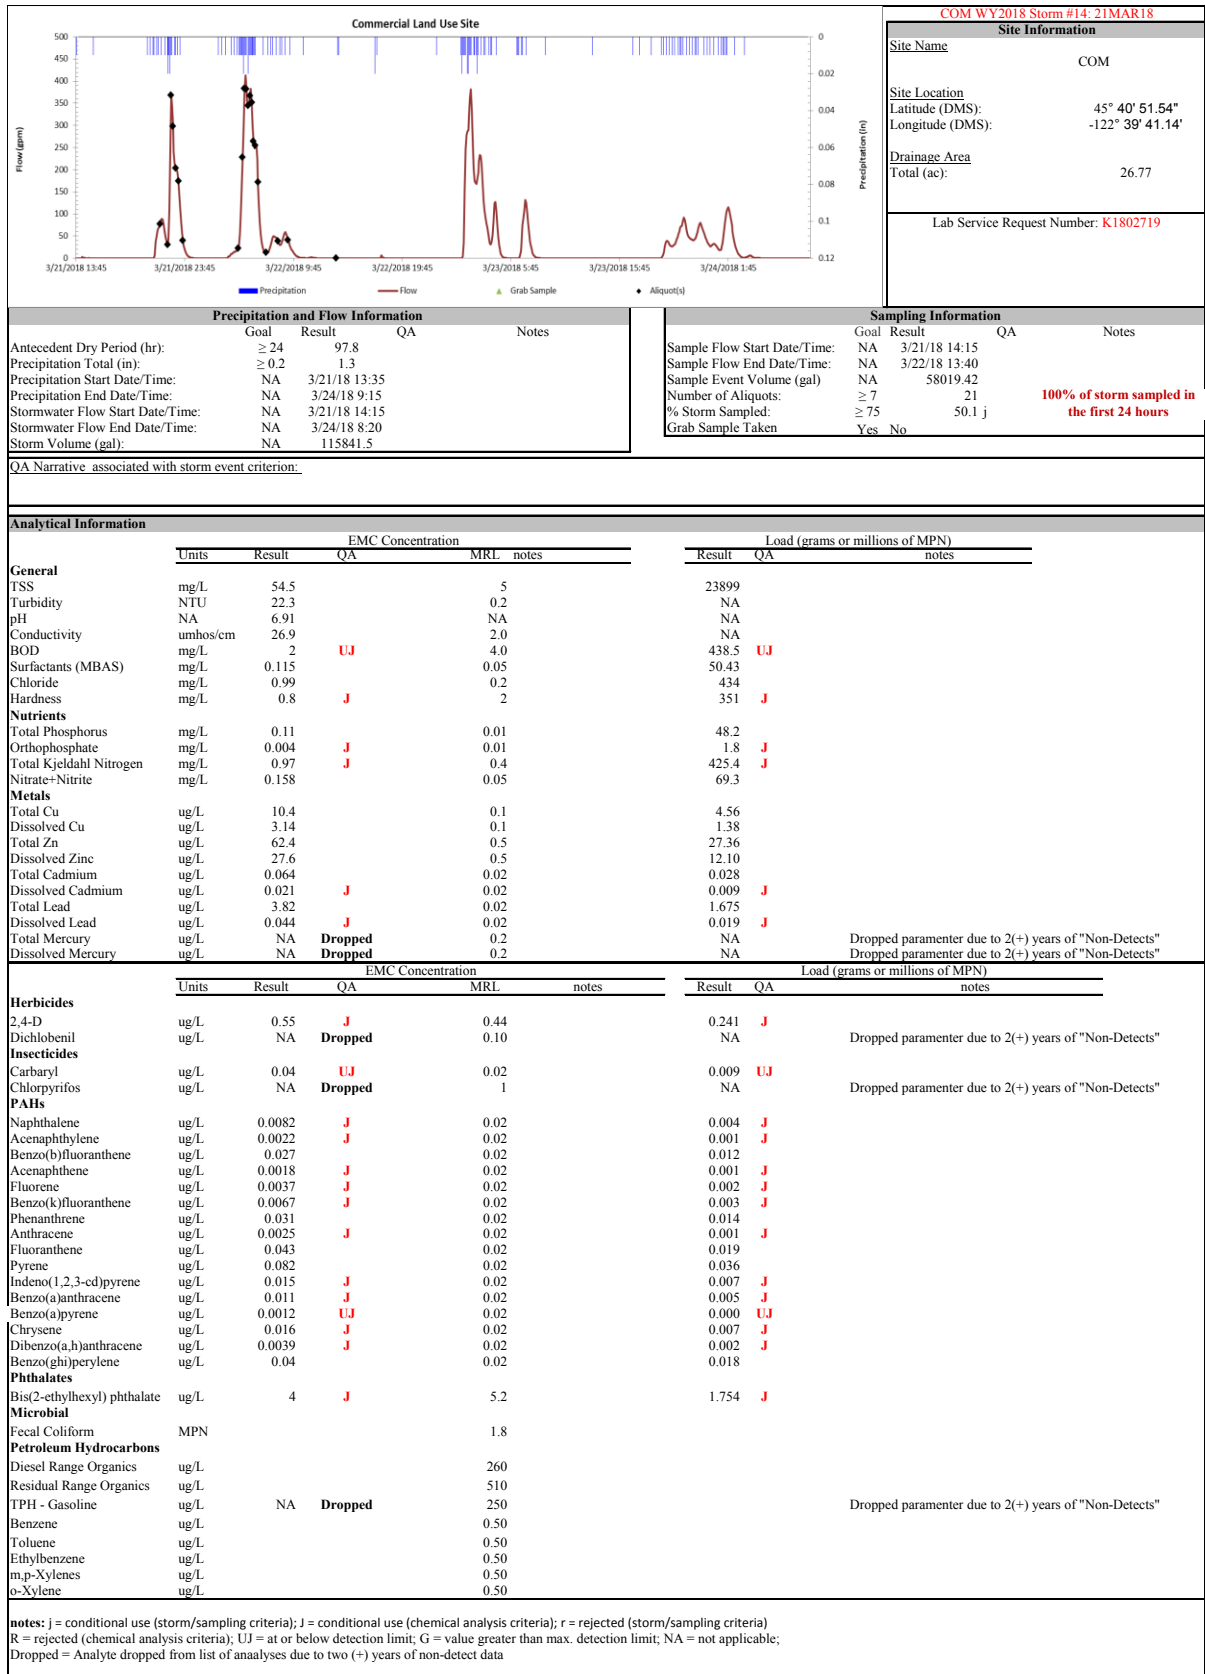 COM WY2018 Storm #14: 21MAR18
Commercial Land Use Site
500
450
400
350
300
250
200
150
100
50
0
Flow (gpm)
0
0.02
0.04
0.06
0.08
0.1
0.12
Precipitation (in)
3/21/2018 13:45 3/21/2018 23:45 3/22/2018 9:45 3/22/2018 19:45 3/23/2018 5:45 3/23/2018 15:45 3/24/2018 1:45
Precipitation Flow Grab Sample Aliquot(s)
Site Information
Site Name
COM
Site Location
Latitude (DMS): 45° 40' 51.54"
Longitude (DMS): -122° 39' 41.14'
Drainage Area
Total (ac): 26.77
Lab Service Request Number: K1802719
Precipitation and Flow Information
Goal Result QA Notes
Antecedent Dry Period (hr): ≥ 24 97.8
Precipitation Total (in): ≥ 0.2 1.3
Precipitation Start Date/Time: NA 3/21/18 13:35
Precipitation End Date/Time: NA 3/24/18 9:15
Stormwater Flow Start Date/Time: NA 3/21/18 14:15
Stormwater Flow End Date/Time: NA 3/24/18 8:20
Storm Volume (gal): NA 115841.5
Sampling Information
Goal Result QA Notes
Sample Flow Start Date/Time: NA 3/21/18 14:15
Sample Flow End Date/Time: NA 3/22/18 13:40
Sample Event Volume (gal) NA 58019.42
Number of Aliquots: ≥ 7 21 100% of storm sampled in
% Storm Sampled: ≥ 75 50.1 j the first 24 hours
Grab Sample Taken Yes No
QA Narrative associated with storm event criterion:
Analytical Information
EMC Concentration Load (grams or millions of MPN)
Units Result QA MRL notes Result QA notes
General
TSS mg/L 54.5 5 23899
Turbidity NTU 22.3 0.2 NA
pH NA 6.91 NA NA
Conductivity umhos/cm 26.9 2.0 NA
BOD mg/L 2 UJ 4.0 438.5 UJ
Surfactants (MBAS) mg/L 0.115 0.05 50.43
Chloride mg/L 0.99 0.2 434
Hardness mg/L 0.8 J 2 351 J
Nutrients
Total Phosphorus mg/L 0.11 0.01 48.2
Orthophosphate mg/L 0.004 J 0.01 1.8 J
Total Kjeldahl Nitrogen mg/L 0.97 J 0.4 425.4 J
Nitrate+Nitrite mg/L 0.158 0.05 69.3
Metals
Total Cu ug/L 10.4 0.1 4.56
Dissolved Cu ug/L 3.14 0.1 1.38
Total Zn ug/L 62.4 0.5 27.36
Dissolved Zinc ug/L 27.6 0.5 12.10
Total Cadmium ug/L 0.064 0.02 0.028
Dissolved Cadmium ug/L 0.021 J 0.02 0.009 J
Total Lead ug/L 3.82 0.02 1.675
Dissolved Lead ug/L 0.044 J 0.02 0.019 J
Total Mercury ug/L NA Dropped 0.2 NA Dropped paramenter due to 2(+) years of "Non-Detects"
Dissolved Mercury ug/L NA Dropped 0.2 NA Dropped paramenter due to 2(+) years of "Non-Detects"
EMC Concentration Load (grams or millions of MPN)
Units Result QA MRL notes Result QA notes
Herbicides
2,4-D ug/L 0.55 J 0.44 0.241 J
Dichlobenil ug/L NA Dropped 0.10 NA Dropped paramenter due to 2(+) years of "Non-Detects"
Insecticides
Carbaryl ug/L 0.04 UJ 0.02 0.009 UJ
Chlorpyrifos ug/L NA Dropped 1 NA Dropped paramenter due to 2(+) years of "Non-Detects"
PAHs
Naphthalene ug/L 0.0082 J 0.02 0.004 J
Acenaphthylene ug/L 0.0022 J 0.02 0.001 J
Benzo(b)fluoranthene ug/L 0.027 0.02 0.012
Acenaphthene ug/L 0.0018 J 0.02 0.001 J
Fluorene ug/L 0.0037 J 0.02 0.002 J
Benzo(k)fluoranthene ug/L 0.0067 J 0.02 0.003 J
Phenanthrene ug/L 0.031 0.02 0.014
Anthracene ug/L 0.0025 J 0.02 0.001 J
Fluoranthene ug/L 0.043 0.02 0.019
Pyrene ug/L 0.082 0.02 0.036
Indeno(1,2,3-cd)pyrene ug/L 0.015 J 0.02 0.007 J
Benzo(a)anthracene ug/L 0.011 J 0.02 0.005 J
Benzo(a)pyrene ug/L 0.0012 UJ 0.02 0.000 UJ
Chrysene ug/L 0.016 J 0.02 0.007 J
Dibenzo(a,h)anthracene ug/L 0.0039 J 0.02 0.002 J
Benzo(ghi)perylene ug/L 0.04 0.02 0.018
Phthalates
Bis(2-ethylhexyl) phthalate ug/L 4 J 5.2 1.754 J
Microbial
Fecal Coliform MPN 1.8
Petroleum Hydrocarbons
Diesel Range Organics ug/L 260
Residual Range Organics ug/L 510
TPH - Gasoline ug/L NA Dropped 250 Dropped paramenter due to 2(+) years of "Non-Detects"
Benzene ug/L 0.50
Toluene ug/L 0.50
Ethylbenzene ug/L 0.50
m,p-Xylenes ug/L 0.50
o-Xylene ug/L 0.50
notes: j = conditional use (storm/sampling criteria); J = conditional use (chemical analysis criteria); r = rejected (storm/sampling criteria)
R = rejected (chemical analysis criteria); UJ = at or below detection limit; G = value greater than max. detection limit; NA = not applicable;
Dropped = Analyte dropped from list of anaalyses due to two (+) years of non-detect data